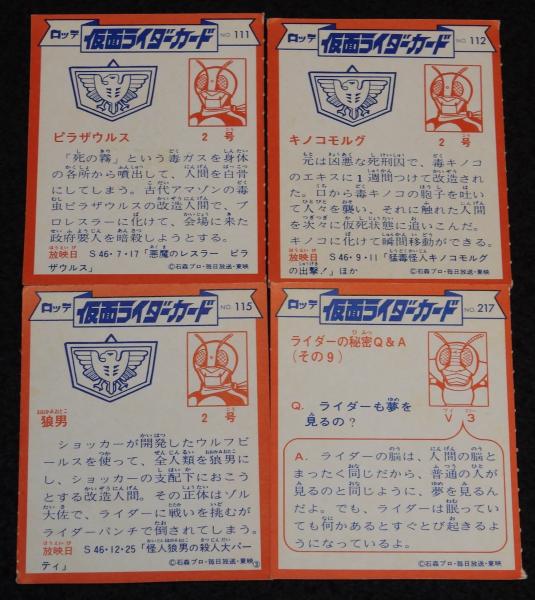 ロッテ 仮面ライダーカード NO. 111
ピラザウルス
2号
「死の霧」という毒ガスを身体
の各所から噴出して、人間を白骨
にしてしまう。古代アマゾンの毒
虫ピラザウルスの改造人間で、プ
ロレスラーに化けて、会場に来た
政府要人を暗殺しようとする。
放映日 S46・7・17「悪魔のレスラー ピラ
ザウルス」
©石森プロ・毎日放送・東映
ロッテ 仮面ライダーカード NO. 112
キノコモルグ
2号
元は凶悪な死刑囚で、毒キノコ
のエキスに1週間つけて改造され
た。口から毒キノコの胞子を吐い
て人々を襲い、それに触れた人間
を次々に仮死状態に追いこんだ。
キノコに化けて瞬間移動ができる。
放映日 S46・9・11「猛毒怪人キノコモルグ
の出撃!」ほか
©石森プロ・毎日放送・東映
ロッテ 仮面ライダーカード NO. 115
狼男
2号
ショッカーが開発したウルフビ
ールスを使って、全人類を狼男に
し、ショッカーの支配下におこう
とする改造人間。その正体はゾル
大佐で、ライダーに戦いを挑むが
ライダーパンチで倒されてしまう。
放映日 S46・12・25「怪人狼男の殺人大パー
ティ」
©石森プロ・毎日放送・東映 ③
ロッテ 仮面ライダーカード NO. 217
ライダーの秘密Q&A
(その9)
V3
Q. ライダーも夢を
見るの?
A. ライダーの脳は、人間の脳と
まったく同じだから、普通の人が
見るのと同じように、夢を見るん
だよ。でも、ライダーは眠ってい
ても何かあるとすぐとび起きるよ
うになっているよ。
©石森プロ・毎日放送・東映